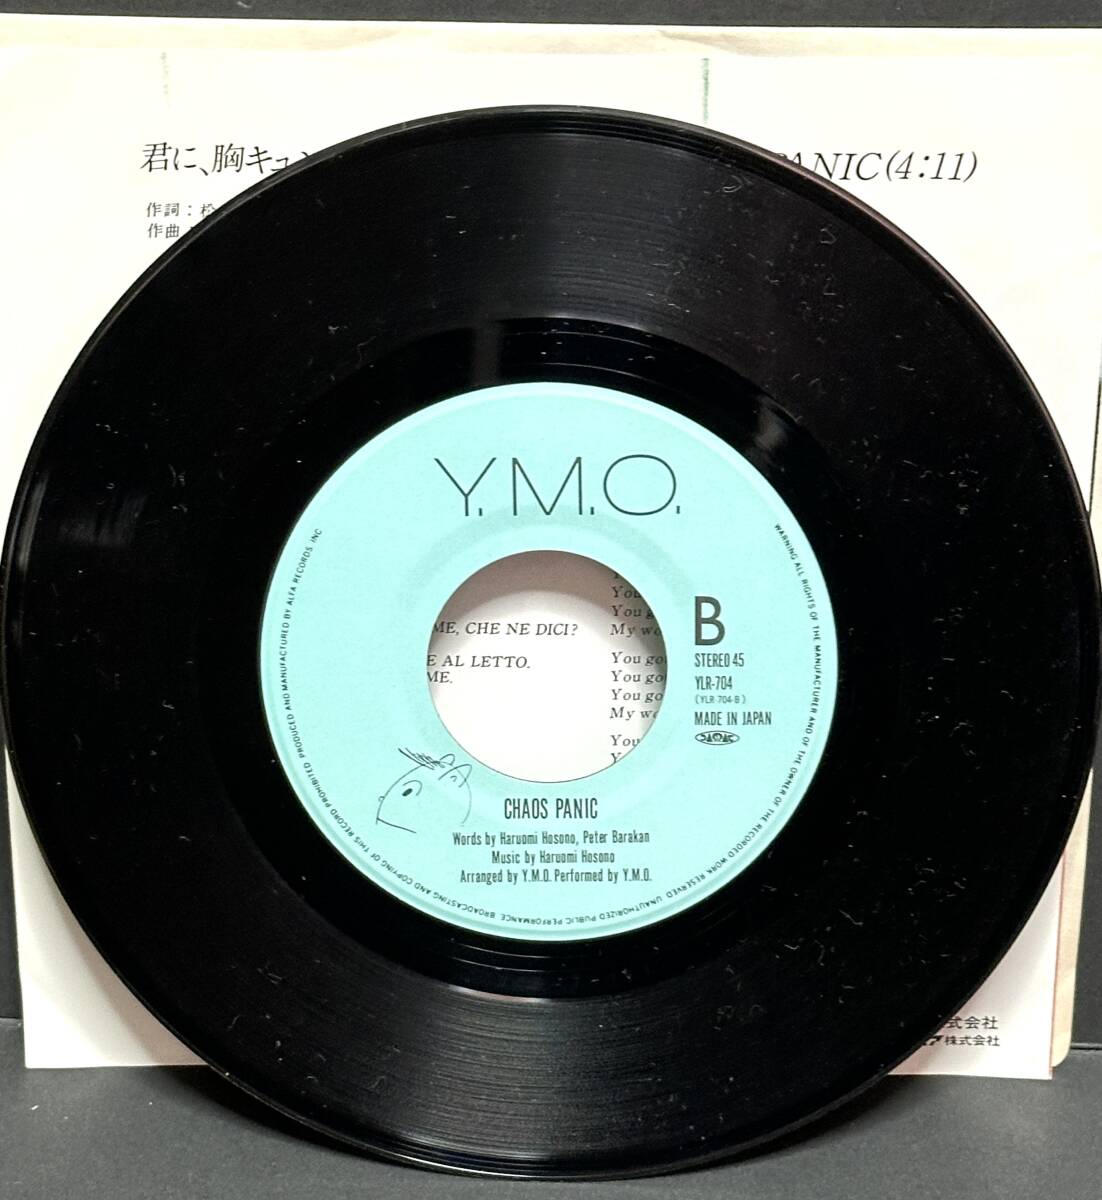 君に、胸キュン
PANIC(4:11)
作詞：松
作曲
Y.M.O.
ME, CHE NE DICI?
E AL LETTO.
ME.
You
You g
My wo
You go
You go
You go
My w
You
B
STEREO 45
YLR-704
(YLR-704-B)
MADE IN JAPAN
CHAOS PANIC
Words by Haruomi Hosono, Peter Barakan
Music by Haruomi Hosono
Arranged by Y.M.O. Performed by Y.M.O.
PRODUCED AND MANUFACTURED BY ALFA RECORDS INC
WARNING ALL RIGHTS OF THE MANUFACTURER AND OF THE OWNER OF THE RECORDED WORK RESERVED. UNAUTHORIZED PUBLIC PERFORMANCE BROADCASTING AND COPYING OF THIS RECORD PROHIBITED
式会社
株式会社